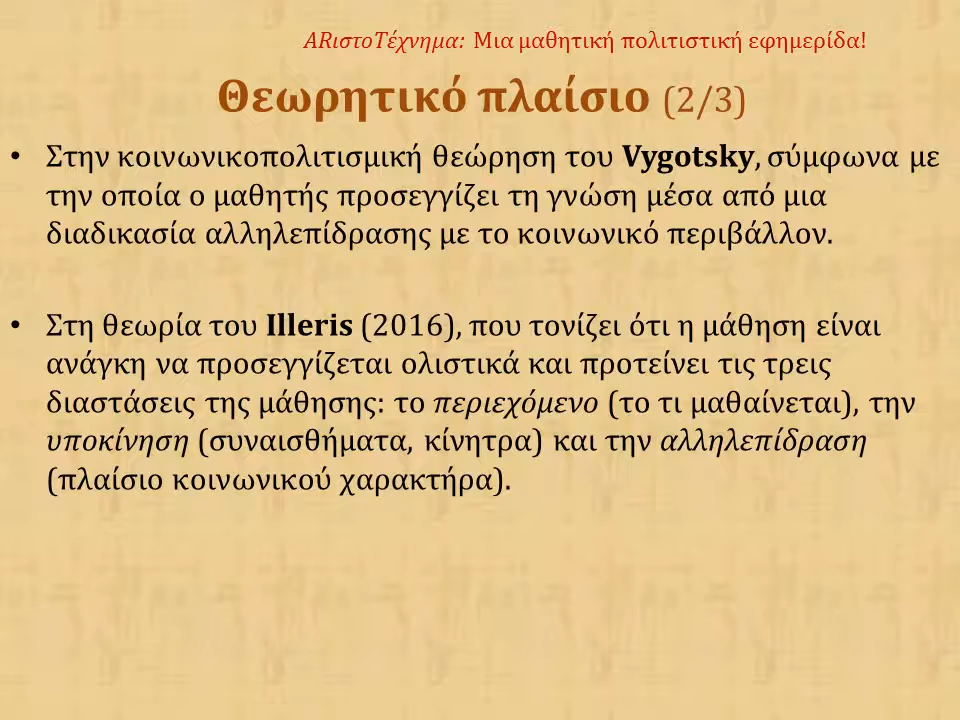 ARιστοΤέχνημα: Μια μαθητική πολιτιστική εφημερίδα!
Θεωρητικό πλαίσιο (2/3)
• Στην κοινωνικοπολιτισμική θεώρηση του Vygotsky, σύμφωνα με
την οποία ο μαθητής προσεγγίζει τη γνώση μέσα από μια
διαδικασία αλληλεπίδρασης με το κοινωνικό περιβάλλον.
• Στη θεωρία του Illeris (2016), που τονίζει ότι η μάθηση είναι
ανάγκη να προσεγγίζεται ολιστικά και προτείνει τις τρεις
διαστάσεις της μάθησης: το περιεχόμενο (το τι μαθαίνεται), την
υποκίνηση (συναισθήματα, κίνητρα) και την αλληλεπίδραση
(πλαίσιο κοινωνικού χαρακτήρα).